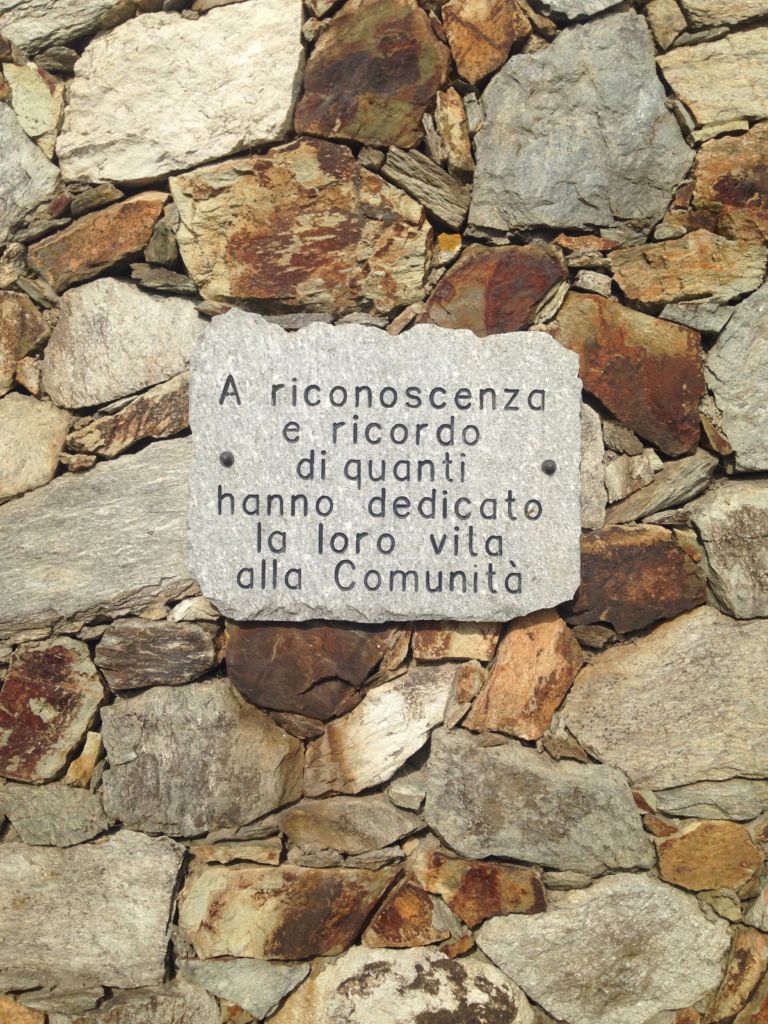 A riconoscenza
e ricordo
di quanti
hanno dedicato
la loro vita
alla Comunità